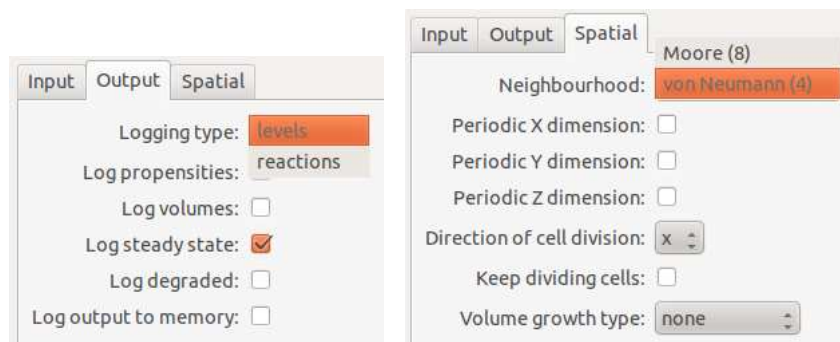 Input Output Spatial
Logging type: levels
reactions
Log propensities:
Log volumes:
Log steady state:
Log degraded:
Log output to memory:
Input Output Spatial
Moore (8)
Neighbourhood: von Neumann (4)
Periodic X dimension:
Periodic Y dimension:
Periodic Z dimension:
Direction of cell division: x
Keep dividing cells:
Volume growth type: none